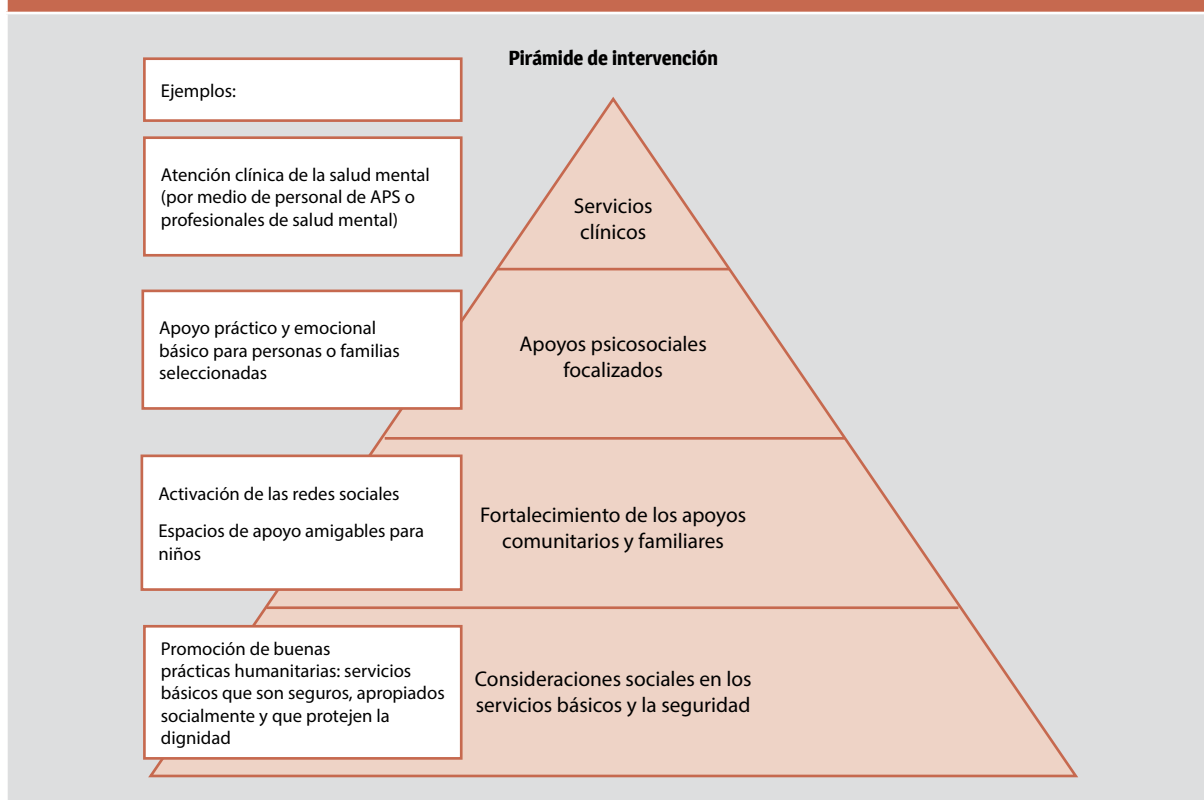 Pirámide de intervención
Ejemplos:
Atención clínica de la salud mental
(por medio de personal de APS o
profesionales de salud mental)
Servicios
clínicos
Apoyo práctico y emocional
básico para personas o familias
seleccionadas
Apoyos psicosociales
focalizados
Activación de las redes sociales
Espacios de apoyo amigables para
niños
Fortalecimiento de los apoyos
comunitarios y familiares
Promoción de buenas
prácticas humanitarias: servicios
básicos que son seguros, apropiados
socialmente y que protejen la
dignidad
Consideraciones sociales en los
servicios básicos y la seguridad